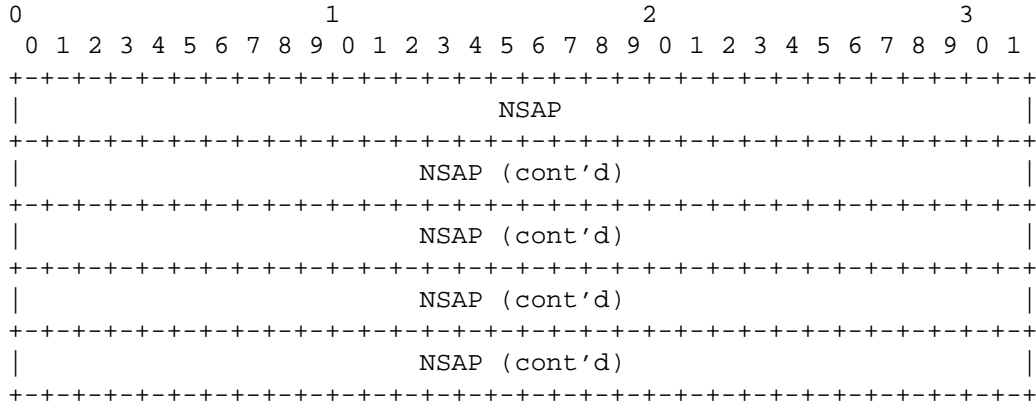 0                   1                   2                   3
 0 1 2 3 4 5 6 7 8 9 0 1 2 3 4 5 6 7 8 9 0 1 2 3 4 5 6 7 8 9 0 1
+-+-+-+-+-+-+-+-+-+-+-+-+-+-+-+-+-+-+-+-+-+-+-+-+-+-+-+-+-+-+-+-+
|                              NSAP                             |
+-+-+-+-+-+-+-+-+-+-+-+-+-+-+-+-+-+-+-+-+-+-+-+-+-+-+-+-+-+-+-+-+
|                         NSAP (cont’d)                         |
+-+-+-+-+-+-+-+-+-+-+-+-+-+-+-+-+-+-+-+-+-+-+-+-+-+-+-+-+-+-+-+-+
|                         NSAP (cont’d)                         |
+-+-+-+-+-+-+-+-+-+-+-+-+-+-+-+-+-+-+-+-+-+-+-+-+-+-+-+-+-+-+-+-+
|                         NSAP (cont’d)                         |
+-+-+-+-+-+-+-+-+-+-+-+-+-+-+-+-+-+-+-+-+-+-+-+-+-+-+-+-+-+-+-+-+
|                         NSAP (cont’d)                         |
+-+-+-+-+-+-+-+-+-+-+-+-+-+-+-+-+-+-+-+-+-+-+-+-+-+-+-+-+-+-+-+-+